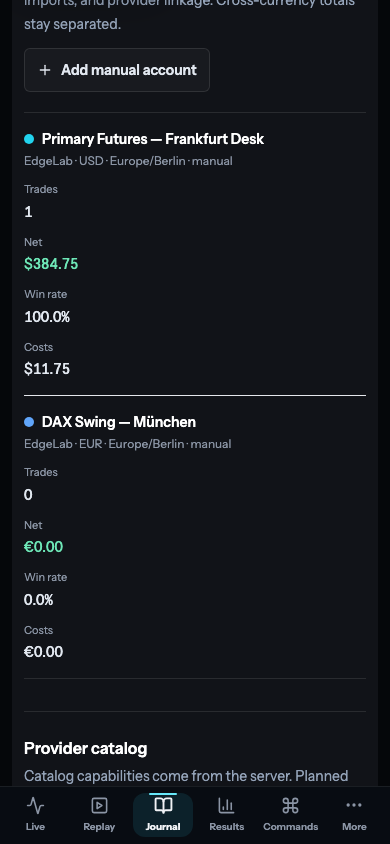 imports, and provider linkage. Cross-currency totals
stay separated.
+ Add manual account
Primary Futures — Frankfurt Desk
EdgeLab · USD · Europe/Berlin · manual
Trades
1
Net
$384.75
Win rate
100.0%
Costs
$11.75
DAX Swing — München
EdgeLab · EUR · Europe/Berlin · manual
Trades
0
Net
€0.00
Win rate
0.0%
Costs
€0.00
Provider catalog
Catalog capabilities come from the server. Planned
Live Replay Journal Results Commands More